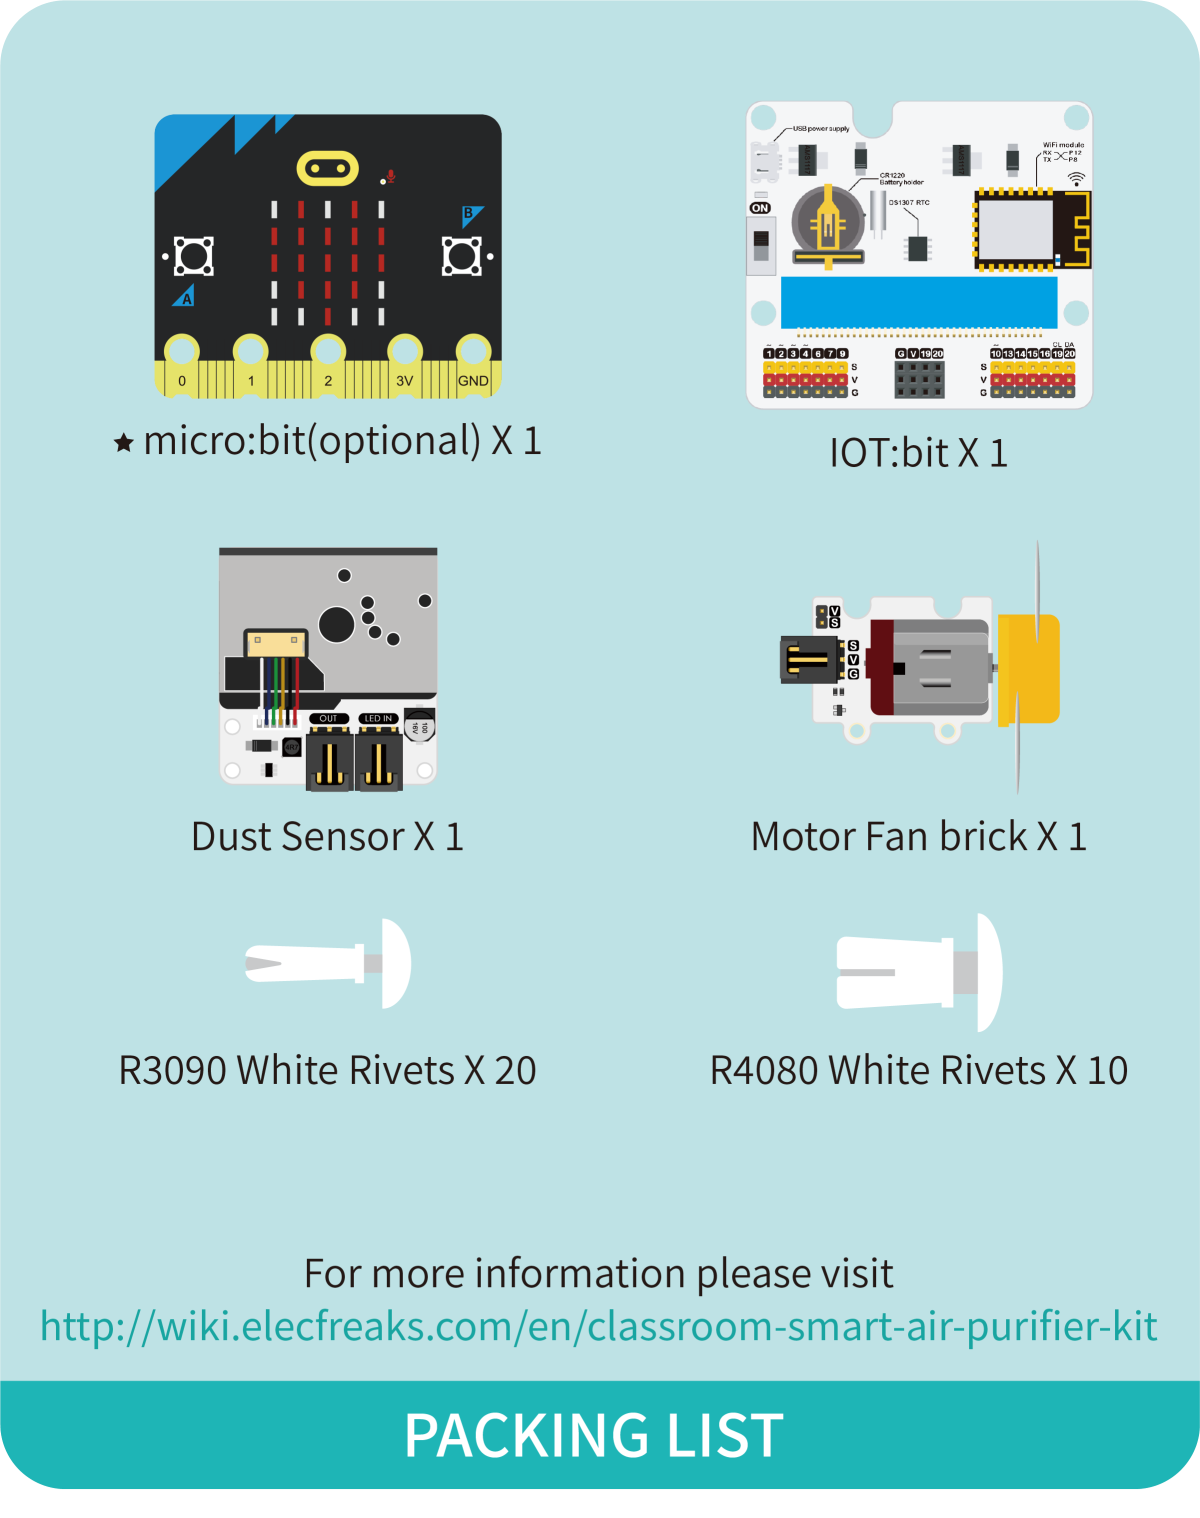 B
A
0 1 2 3V GND
★ micro:bit(optional) X 1
USB power supply
WiFi module
RX P12
TX P8
CR1220
Battery holder
DS1307 RTC
ON
CL DA
1 2 3 4 6 7 9
G V 19 20
10 13 14 15 16 19 20
S S
V V
G G
IOT:bit X 1
OUT LED IN
100
16V
4R7
Dust Sensor X 1
V
S
S
V
G
Motor Fan brick X 1
R3090 White Rivets X 20
R4080 White Rivets X 10
For more information please visit
http://wiki.elecfreaks.com/en/classroom-smart-air-purifier-kit
PACKING LIST